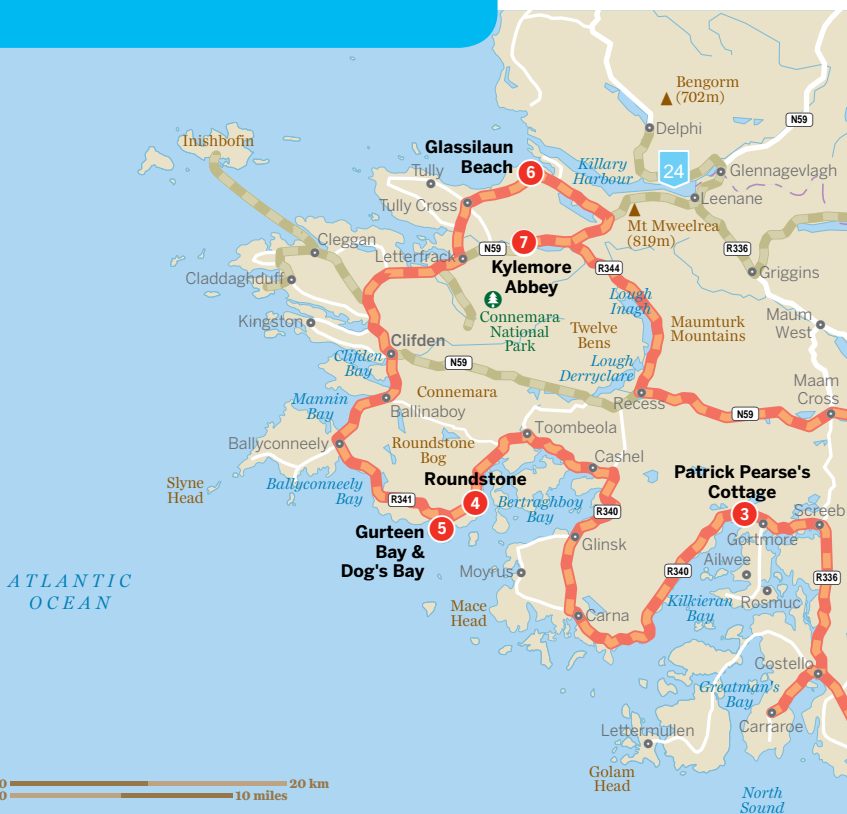 Bengorm
(702m)
N59
Delphi
Inishbofin
Glassilaun
Beach
6
Killary
Harbour
24
Glennagevlagh
Tully
Leenane
Tully Cross
Mt Mweelrea
(819m)
Cleggan
N59
7
R336
Letterfrack
Kylemore
Abbey
R344
Griggins
Claddaghduff
Lough
Inagh
Connemara
National
Park
Kingston
Twelve
Bens
Maumturk
Mountains
Maum
West
Clifden
Clifden
Bay
N59
Lough
Derryclare
Maam
Cross
Connemara
Mannin
Bay
Ballinaboy
Recess
N59
Toombeola
Ballyconneely
Roundstone
Bog
Cashel
Slyne
Head
Ballyconneely
Bay
Roundstone
4
Patrick Pearse's
Cottage
3
R341
Bertraghboy
Bay
R340
Screeb
5
Gurteen
Bay &
Dog's Bay
Gortmore
Glinsk
Ailwee
Moyrus
R340
R336
ATLANTIC
OCEAN
Mace
Head
Carna
Kilkieran
Bay
Rosmuc
Costello
Greatman's
Bay
Carraroe
Lettermullen
Golam
Head
0
20 km
0
10 miles
North
Sound